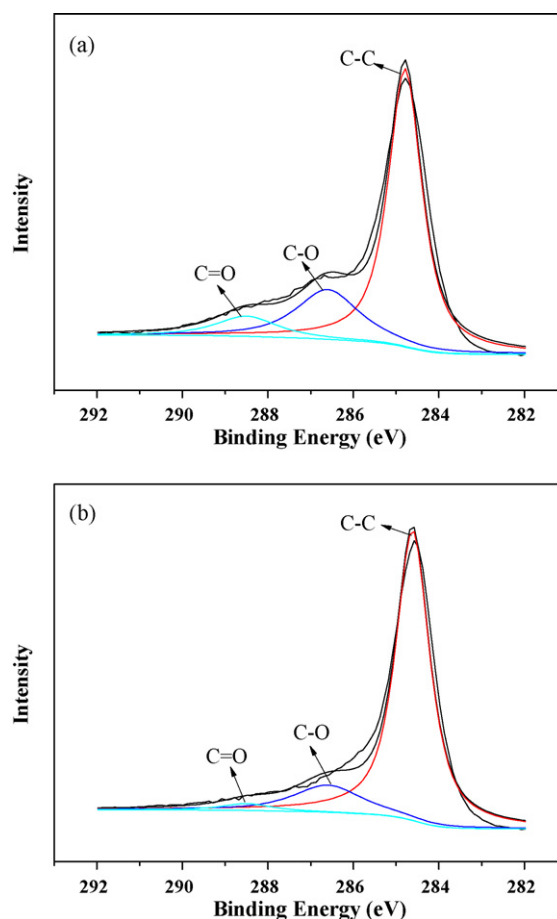 (a)
C-C
C-O
C=O
Intensity
292 290 288 286 284 282
Binding Energy (eV)
(b)
C-C
C-O
C=O
Intensity
292 290 288 286 284 282
Binding Energy (eV)